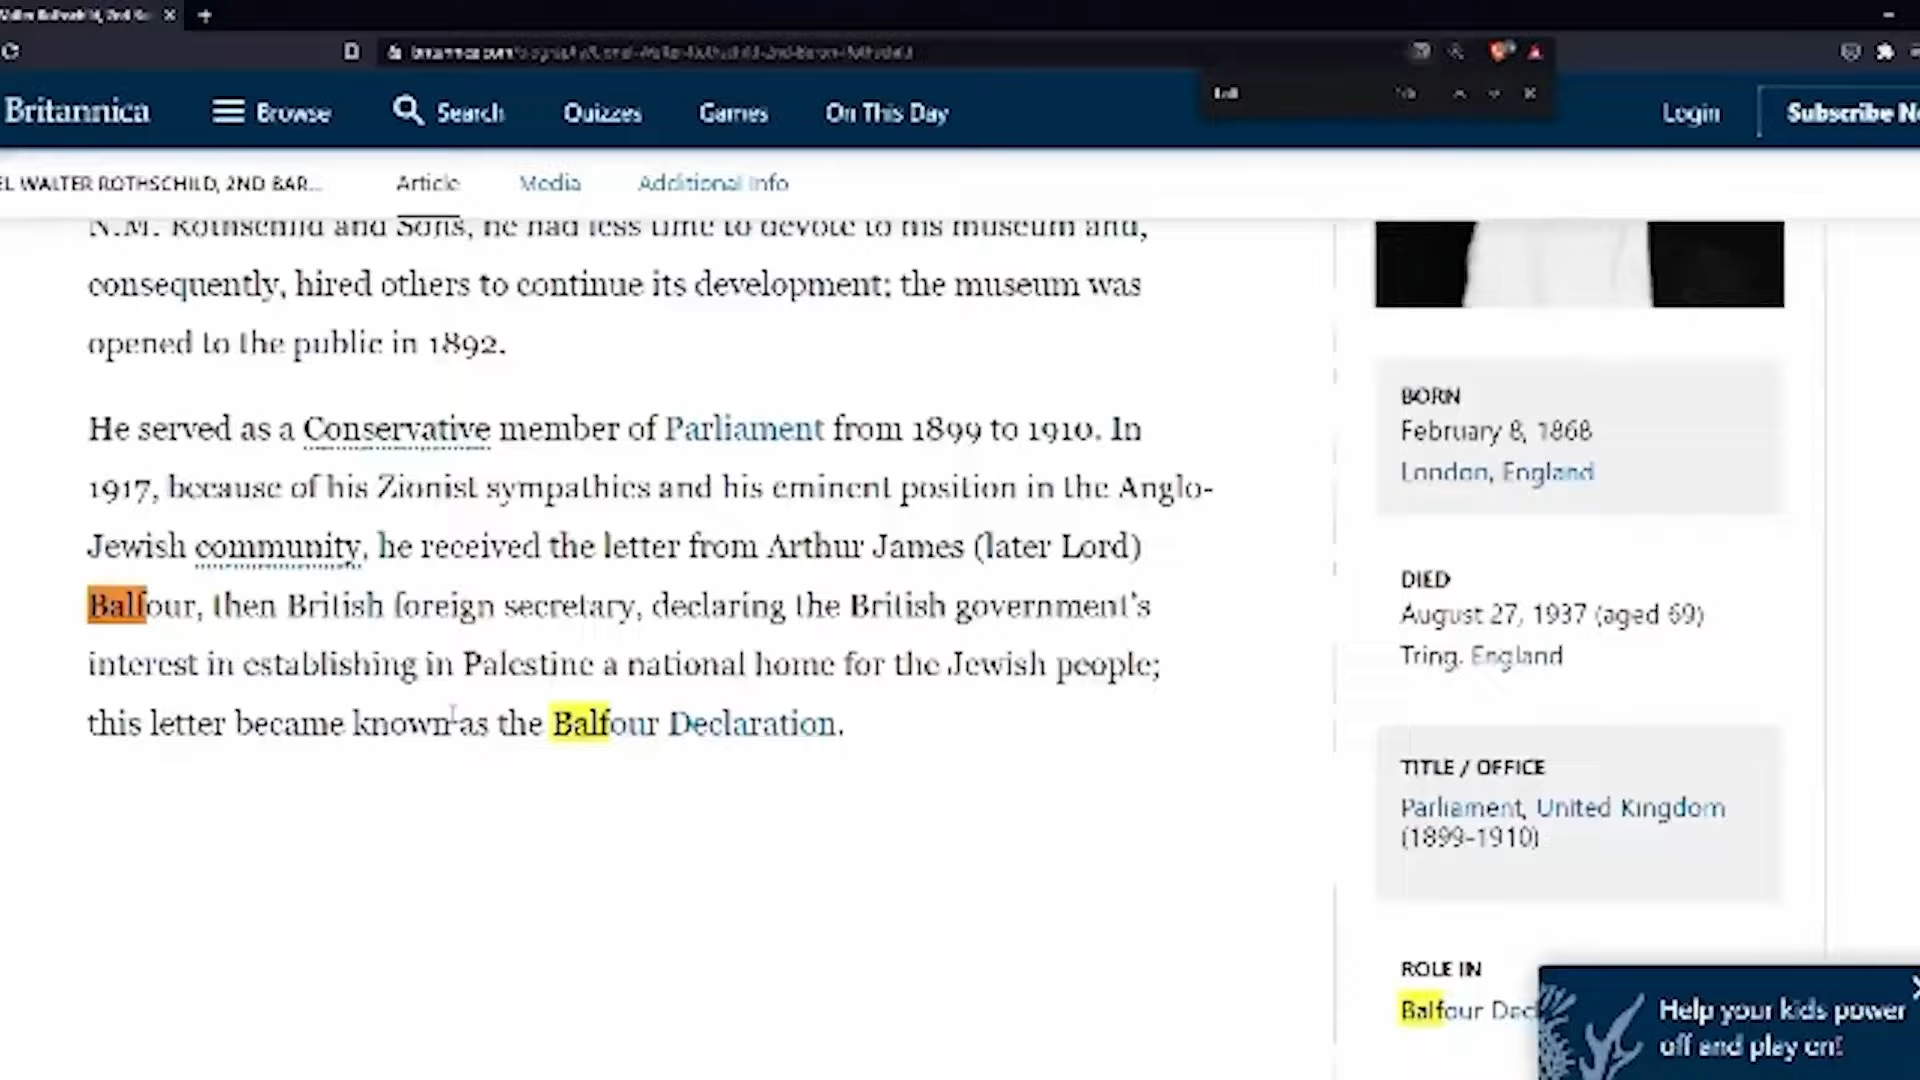 Britannica
Browse
Search
Quizzes
Games
On This Day
Login
Subscribe
EL WALTER ROTHSCHILD, 2ND BAR...
Article
Media
Additional Info
N.M. Rothschild and Sons, he had less time to devote to his museum and,
consequently, hired others to continue its development; the museum was
opened to the public in 1892.
He served as a Conservative member of Parliament from 1899 to 1910. In
1917, because of his Zionist sympathies and his eminent position in the Anglo-
Jewish community, he received the letter from Arthur James (later Lord)
Balfour, then British foreign secretary, declaring the British government's
interest in establishing in Palestine a national home for the Jewish people;
this letter became known as the Balfour Declaration.
BORN
February 8, 1868
London, England
DIED
August 27, 1937 (aged 69)
Tring, England
TITLE / OFFICE
Parliament, United Kingdom
(1899-1910)
ROLE IN
Balfour Decl
Help your kids power
off and play on!